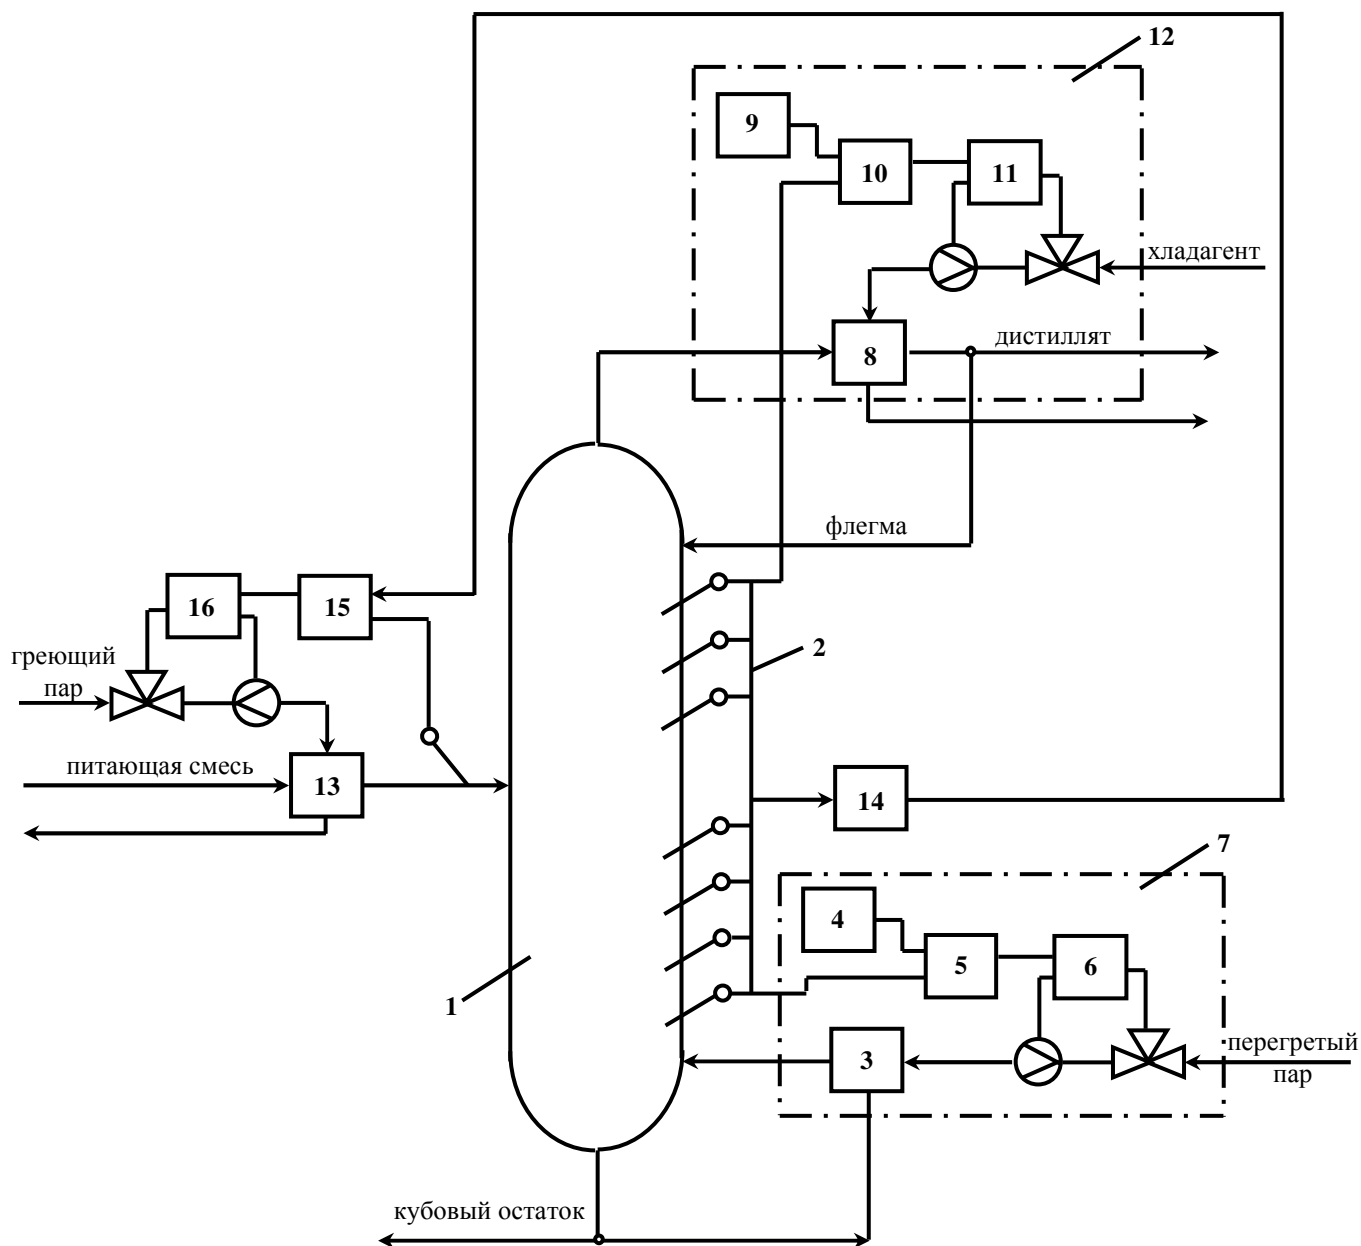 12
9
10
11
хладагент
8
дистиллят
флегма
16
15
2
греющий
пар
питающая смесь
13
14
7
4
5
6
1
3
перегретый
пар
кубовый остаток